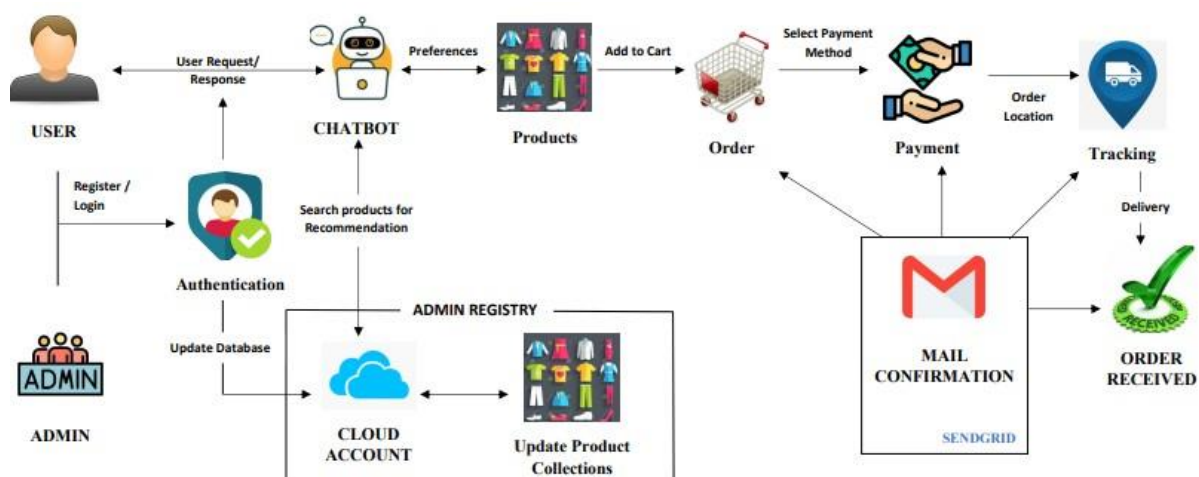 User Request/
Response
Preferences
Add to Cart
Select Payment
Method
Order
Location
USER
CHATBOT
Products
Order
Payment
Tracking
Register /
Login
Search products for
Recommendation
Delivery
Authentication
ADMIN REGISTRY
Update Database
ADMIN
ADMIN
CLOUD
ACCOUNT
Update Product
Collections
MAIL
CONFIRMATION
SENDGRID
RECEIVED
ORDER
RECEIVED